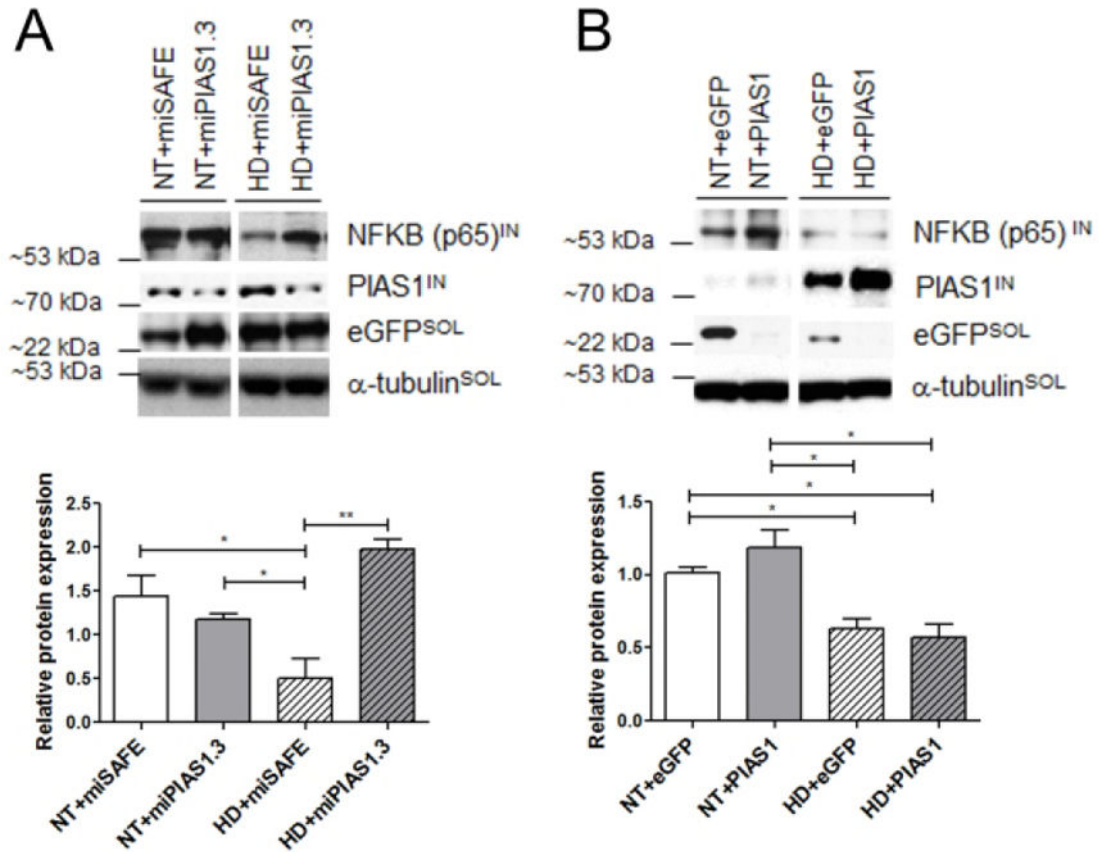 A
NT+miSAFE
NT+miPIAS1.3
HD+miSAFE
HD+miPIAS1.3
NFKB (p65)IN
~53 kDa
PIAS1IN
~70 kDa
eGFPSOL
~22 kDa
~53 kDa
α-tubulinSOL
Relative protein expression
2.5
2.0
1.5
1.0
0.5
0.0
*
**
*
NT+miSAFE
NT+miPIAS1.3
HD+miSAFE
HD+miPIAS1.3
B
NT+eGFP
NT+PIAS1
HD+eGFP
HD+PIAS1
NFKB (p65) IN
~53 kDa
PIAS1IN
~70 kDa
eGFPSOL
~22 kDa
~53 kDa
α-tubulinSOL
Relative protein expression
1.5
1.0
0.5
0.0
*
*
*
*
NT+eGFP
NT+PIAS1
HD+eGFP
HD+PIAS1